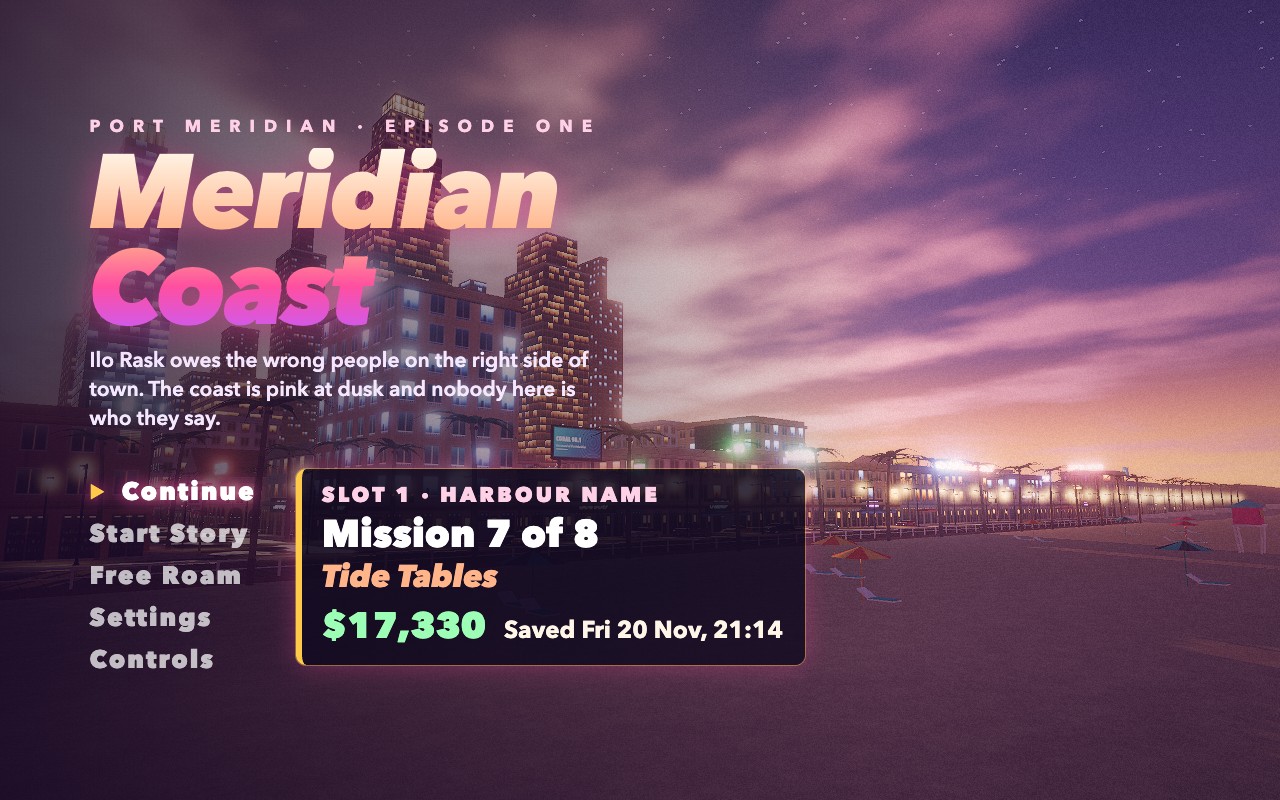 PORT MERIDIAN · EPISODE ONE
Meridian
Coast
Ilo Rask owes the wrong people on the right side of
town. The coast is pink at dusk and nobody here is
who they say.
Continue
Start Story
Free Roam
Settings
Controls
SLOT 1 · HARBOUR NAME
Mission 7 of 8
Tide Tables
$17,330 Saved Fri 20 Nov, 21:14